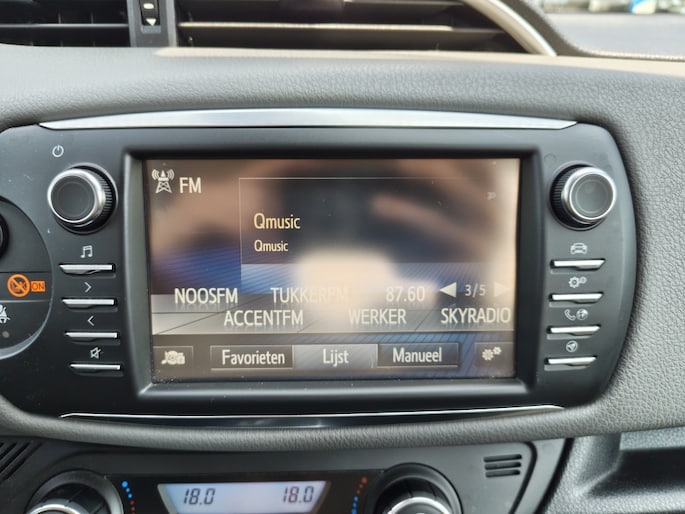 FM
Qmusic
Qmusic
NOOSFM TUKKERFM 87.60 3/5
ACCENTFM WERKER SKYRADIO
Favorieten Lijst Manueel
ON
18.0 18.0